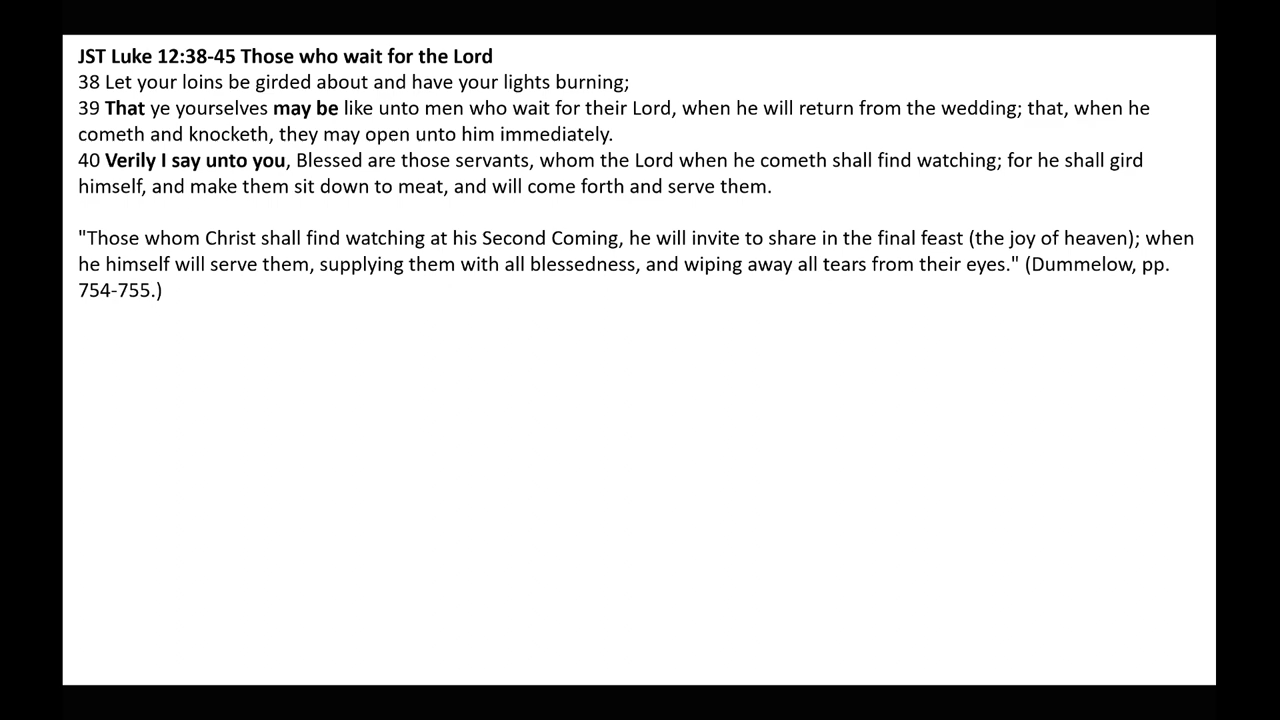 JST Luke 12:38-45 Those who wait for the Lord
38 Let your loins be girded about and have your lights burning;
39 That ye yourselves may be like unto men who wait for their Lord, when he will return from the wedding; that, when he
cometh and knocketh, they may open unto him immediately.
40 Verily I say unto you, Blessed are those servants, whom the Lord when he cometh shall find watching; for he shall gird
himself, and make them sit down to meat, and will come forth and serve them.
"Those whom Christ shall find watching at his Second Coming, he will invite to share in the final feast (the joy of heaven); when
he himself will serve them, supplying them with all blessedness, and wiping away all tears from their eyes." (Dummelow, pp.
754-755.)